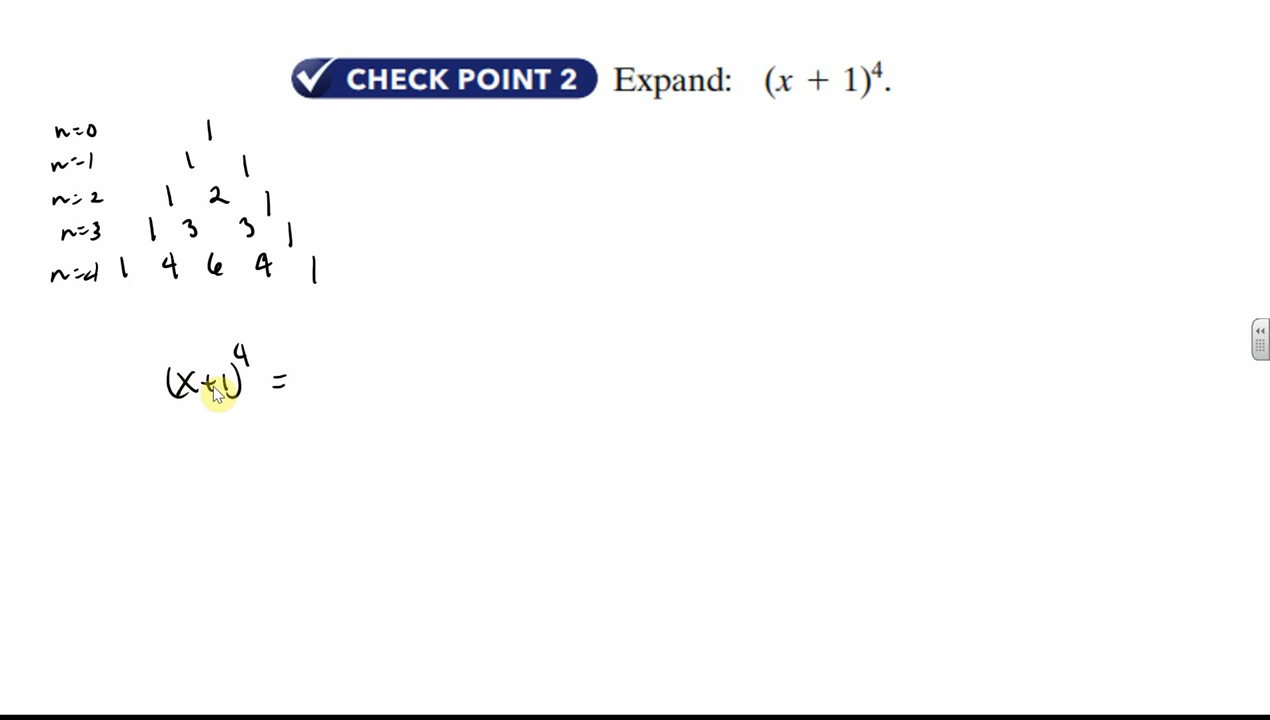 CHECK POINT 2 Expand: (x + 1)⁴.
n=0 1
n=1 1 1
n=2 1 2 1
n=3 1 3 3 1
n=4 1 4 6 4 1
(x+1)⁴ =